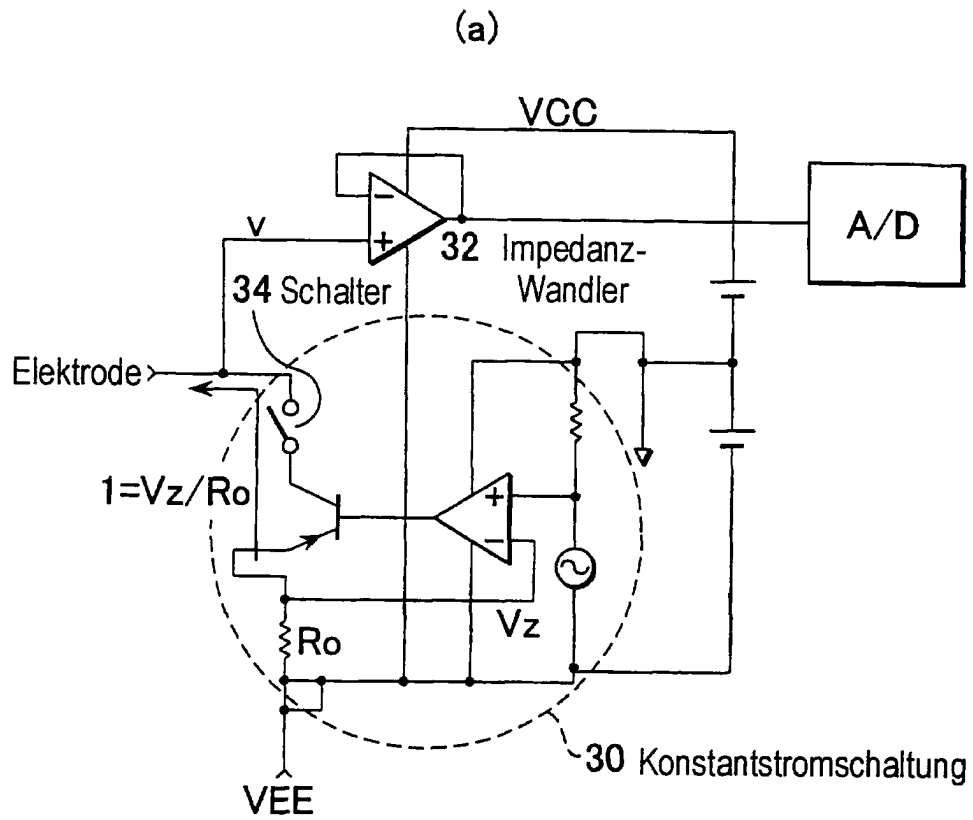 (a)
VCC
A/D
v
32 Impedanz-
Wandler
34 Schalter
Elektrode
1=Vz/Ro
+
−
+
−
Vz
Ro
30 Konstantstromschaltung
VEE